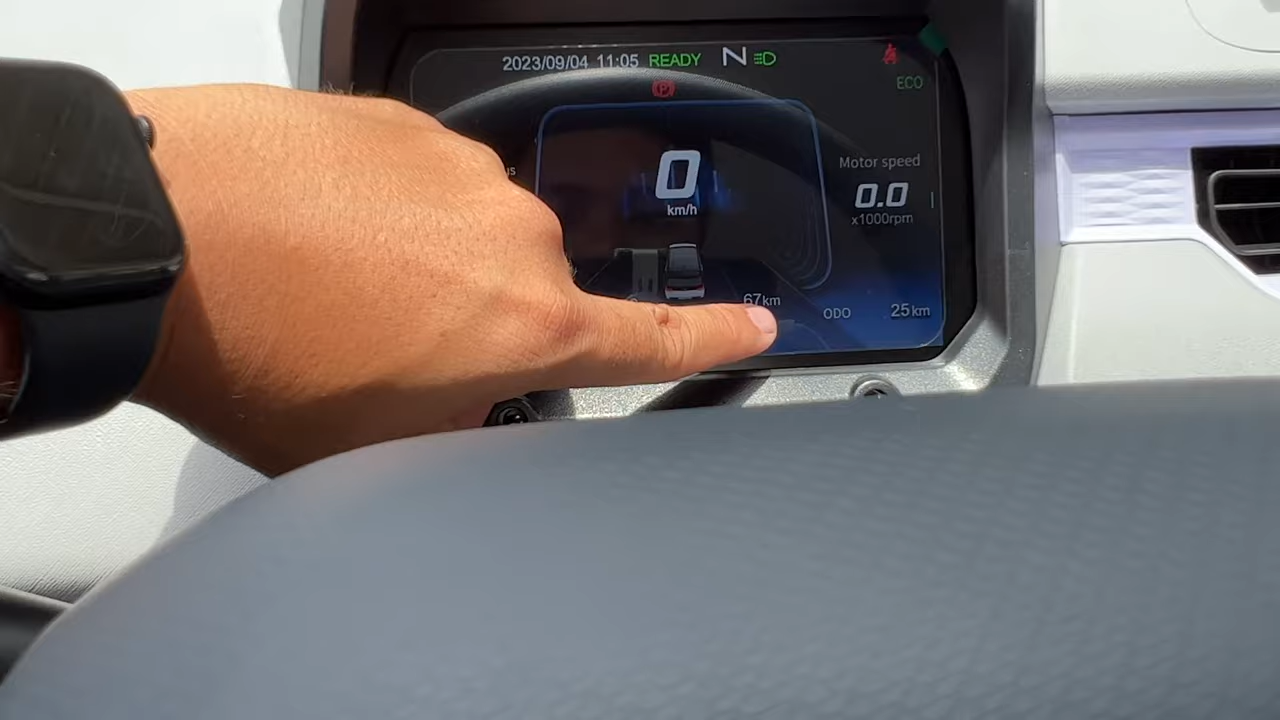 2023/09/04 11:05 READY N
P
ECO
Motor speed
0
0.0
km/h
x1000rpm
67km
ODO 25km